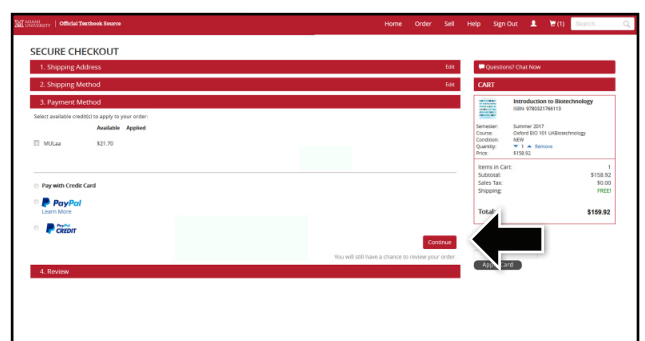 MIAMI UNIVERSITY | Official Textbook Source
Home Order Sell Help Sign Out (1) Search
SECURE CHECKOUT
1. Shipping Address Edit
2. Shipping Method Edit
3. Payment Method
Select available credit(s) to apply to your order:
Available Applied
MULaa $21.70
Pay with Credit Card
PayPal
Learn More
PayPal CREDIT
Continue
You will still have a chance to review your order
4. Review
Questions? Chat Now
CART
Introduction to Biotechnology
ISBN 9780321766113
Semester: Summer 2017
Course: Oxford BIO 101 UABiotechnology
Condition: NEW
Quantity: 1 Remove
Price: $158.92
Items in Cart: 1
Subtotal: $158.92
Sales Tax: $0.00
Shipping: FREE!
Total: $159.92
Card